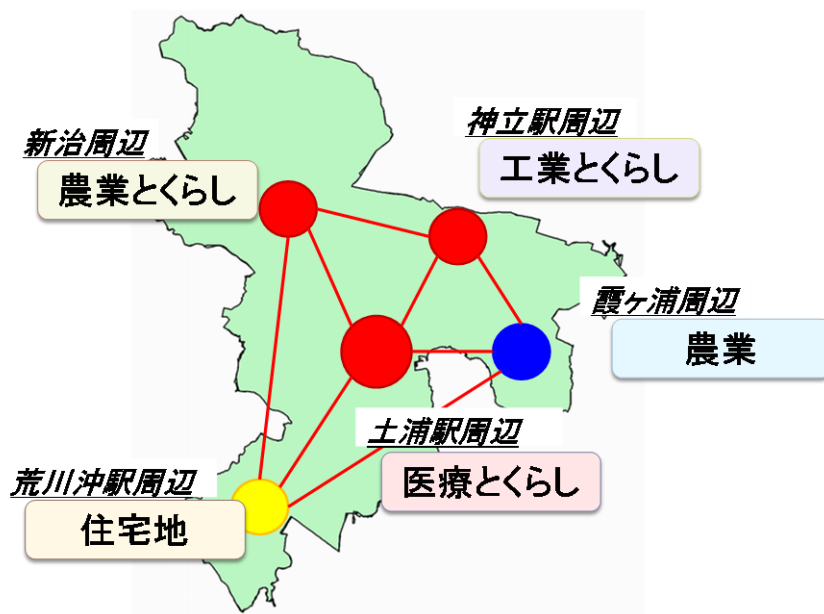 神立駅周辺
工業とくらし
新治周辺
農業とくらし
霞ヶ浦周辺
農業
土浦駅周辺
医療とくらし
荒川沖駅周辺
住宅地